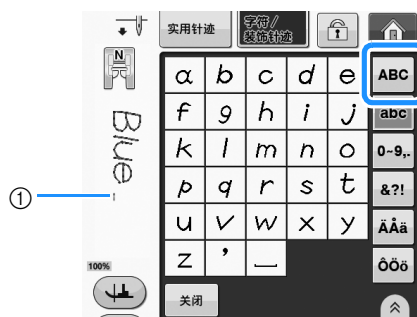 实用针迹 字符/装饰针迹
N
a b c d e ABC
f g h i j abc
k l m n o 0~9,.
p q r s t &?!
u v w x y ÄÅä
z ’ _ ÔÖö
Blue
①
100%
关闭